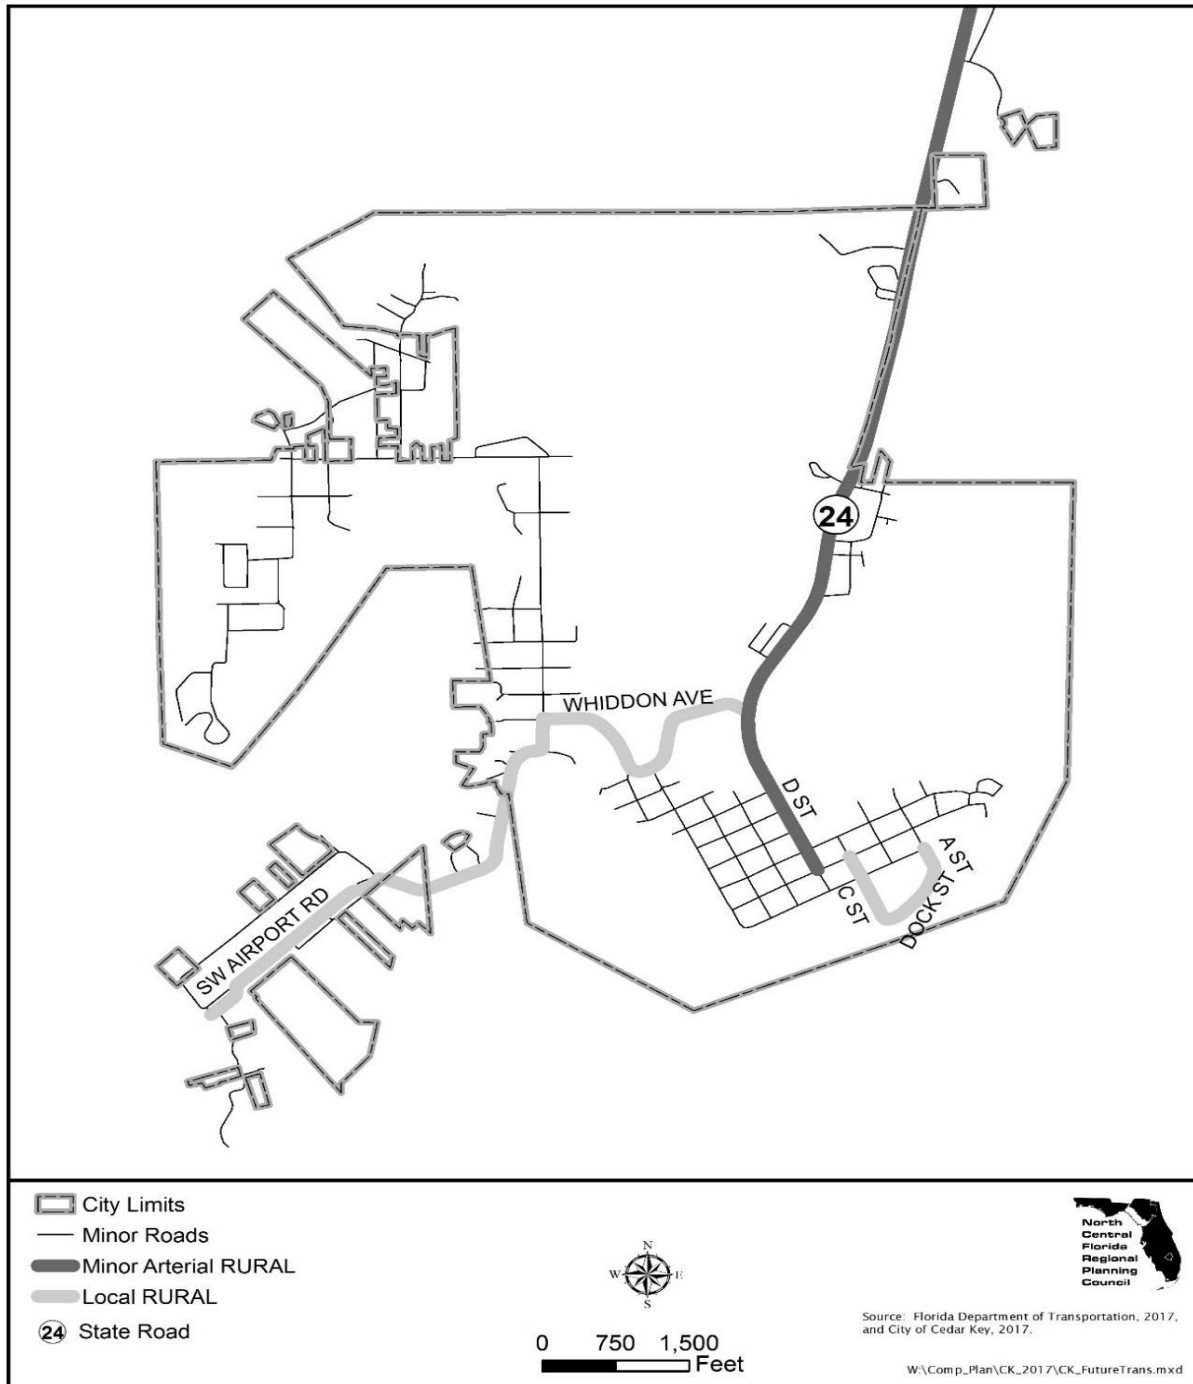 24
WHIDDON AVE
D ST
A ST
C ST
DOCK ST
SW AIRPORT RD
City Limits
Minor Roads
Minor Arterial RURAL
Local RURAL
24 State Road
N
W E
S
0 750 1,500
Feet
North
Central
Florida
Regional
Planning
Council
Source: Florida Department of Transportation, 2017,
and City of Cedar Key, 2017.
W:\Comp_Plan\CK_2017\CK_FutureTrans.mxd